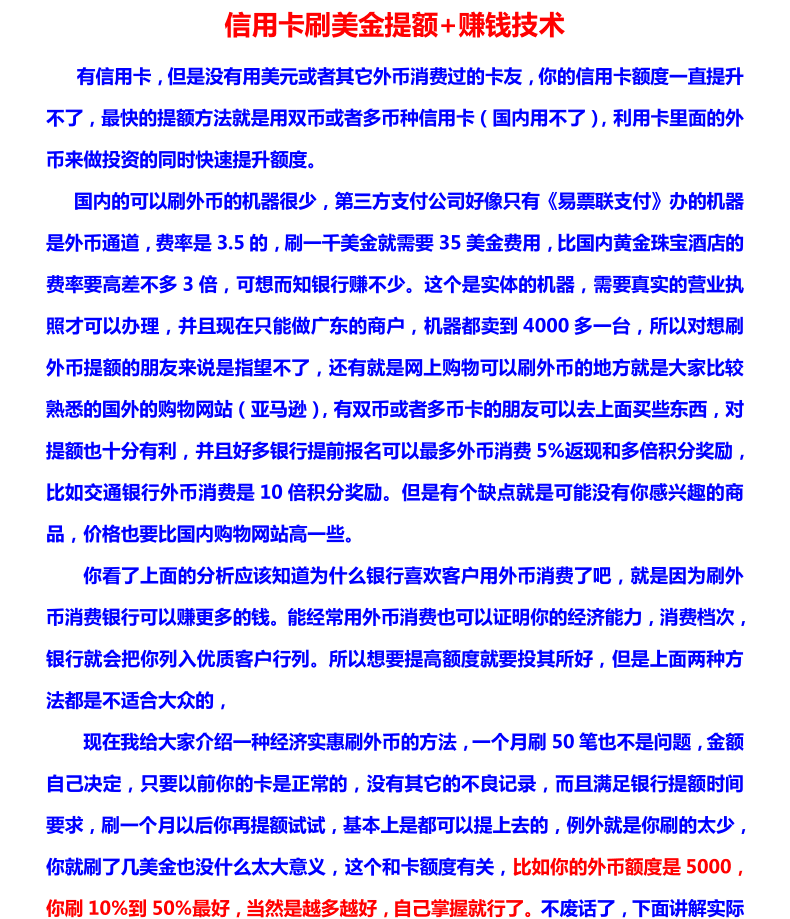 信用卡刷美金提额+赚钱技术
有信用卡，但是没有用美元或者其它外币消费过的卡友，你的信用卡额度一直提升
不了，最快的提额方法就是用双币或者多币种信用卡（国内用不了），利用卡里面的外
币来做投资的同时快速提升额度。
国内的可以刷外币的机器很少，第三方支付公司好像只有《易票联支付》办的机器
是外币通道，费率是 3.5 的，刷一千美金就需要 35 美金费用，比国内黄金珠宝酒店的
费率要高差不多 3 倍，可想而知银行赚不少。这个是实体的机器，需要真实的营业执
照才可以办理，并且现在只能做广东的商户，机器都卖到 4000 多一台，所以对想刷
外币提额的朋友来说是指望不了，还有就是网上购物可以刷外币的地方就是大家比较
熟悉的国外的购物网站（亚马逊），有双币或者多币卡的朋友可以去上面买些东西，对
提额也十分有利，并且好多银行提前报名可以最多外币消费 5%返现和多倍积分奖励，
比如交通银行外币消费是 10 倍积分奖励。但是有个缺点就是可能没有你感兴趣的商
品，价格也要比国内购物网站高一些。
你看了上面的分析应该知道为什么银行喜欢客户用外币消费了吧，就是因为刷外
币消费银行可以赚更多的钱。能经常用外币消费也可以证明你的经济能力，消费档次，
银行就会把你列入优质客户行列。所以想要提高额度就要投其所好，但是上面两种方
法都是不适合大众的，
现在我给大家介绍一种经济实惠刷外币的方法，一个月刷 50 笔也不是问题，金额
自己决定，只要以前你的卡是正常的，没有其它的不良记录，而且满足银行提额时间
要求，刷一个月以后你再提额试试，基本上是都可以提上去的，例外就是你刷的太少，
你就刷了几美金也没什么太大意义，这个和卡额度有关，比如你的外币额度是 5000，
你刷 10%到 50%最好，当然是越多越好，自己掌握就行了。不废话了，下面讲解实际